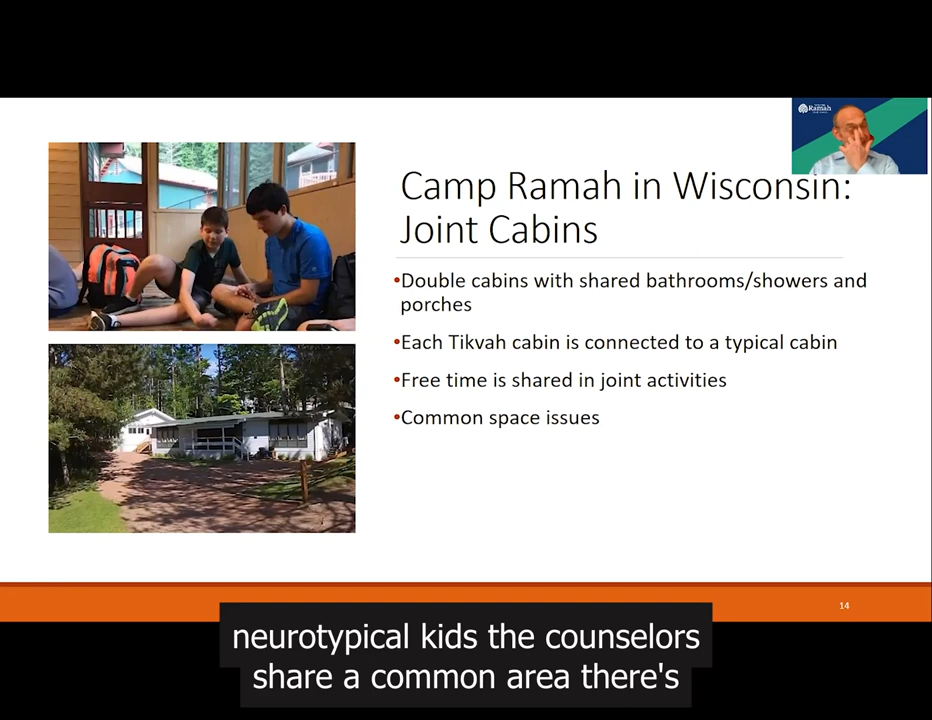 Ramah
Camp Ramah in Wisconsin:
Joint Cabins
•Double cabins with shared bathrooms/showers and
porches
•Each Tikvah cabin is connected to a typical cabin
•Free time is shared in joint activities
•Common space issues
14
neurotypical kids the counselors
share a common area there's